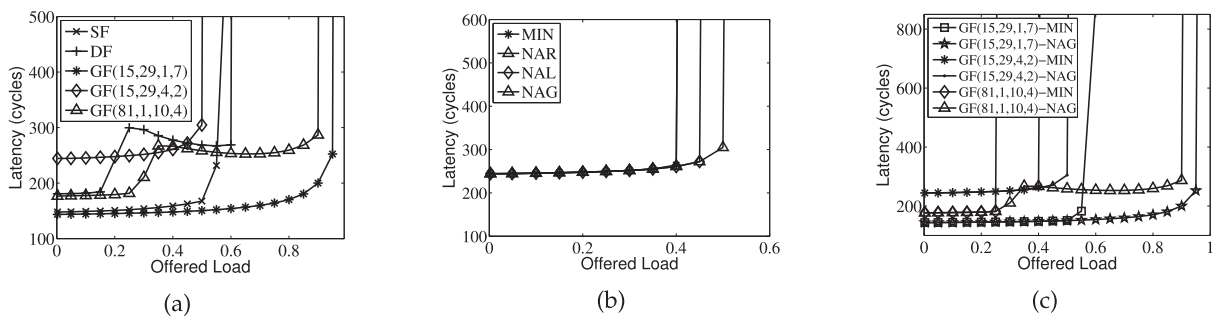 500
400
300
200
100
Latency (cycles)
SF
DF
GF(15,29,1,7)
GF(15,29,4,2)
GF(81,1,10,4)
0
0.2
0.4
0.6
0.8
Offered Load
(a)
600
500
400
300
200
100
Latency (cycles)
MIN
NAR
NAL
NAG
0
0.2
0.4
0.6
Offered Load
(b)
800
600
400
200
Latency (cycles)
GF(15,29,1,7)−MIN
GF(15,29,1,7)−NAG
GF(15,29,4,2)−MIN
GF(15,29,4,2)−NAG
GF(81,1,10,4)−MIN
GF(81,1,10,4)−NAG
0
0.2
0.4
0.6
0.8
1
Offered Load
(c)